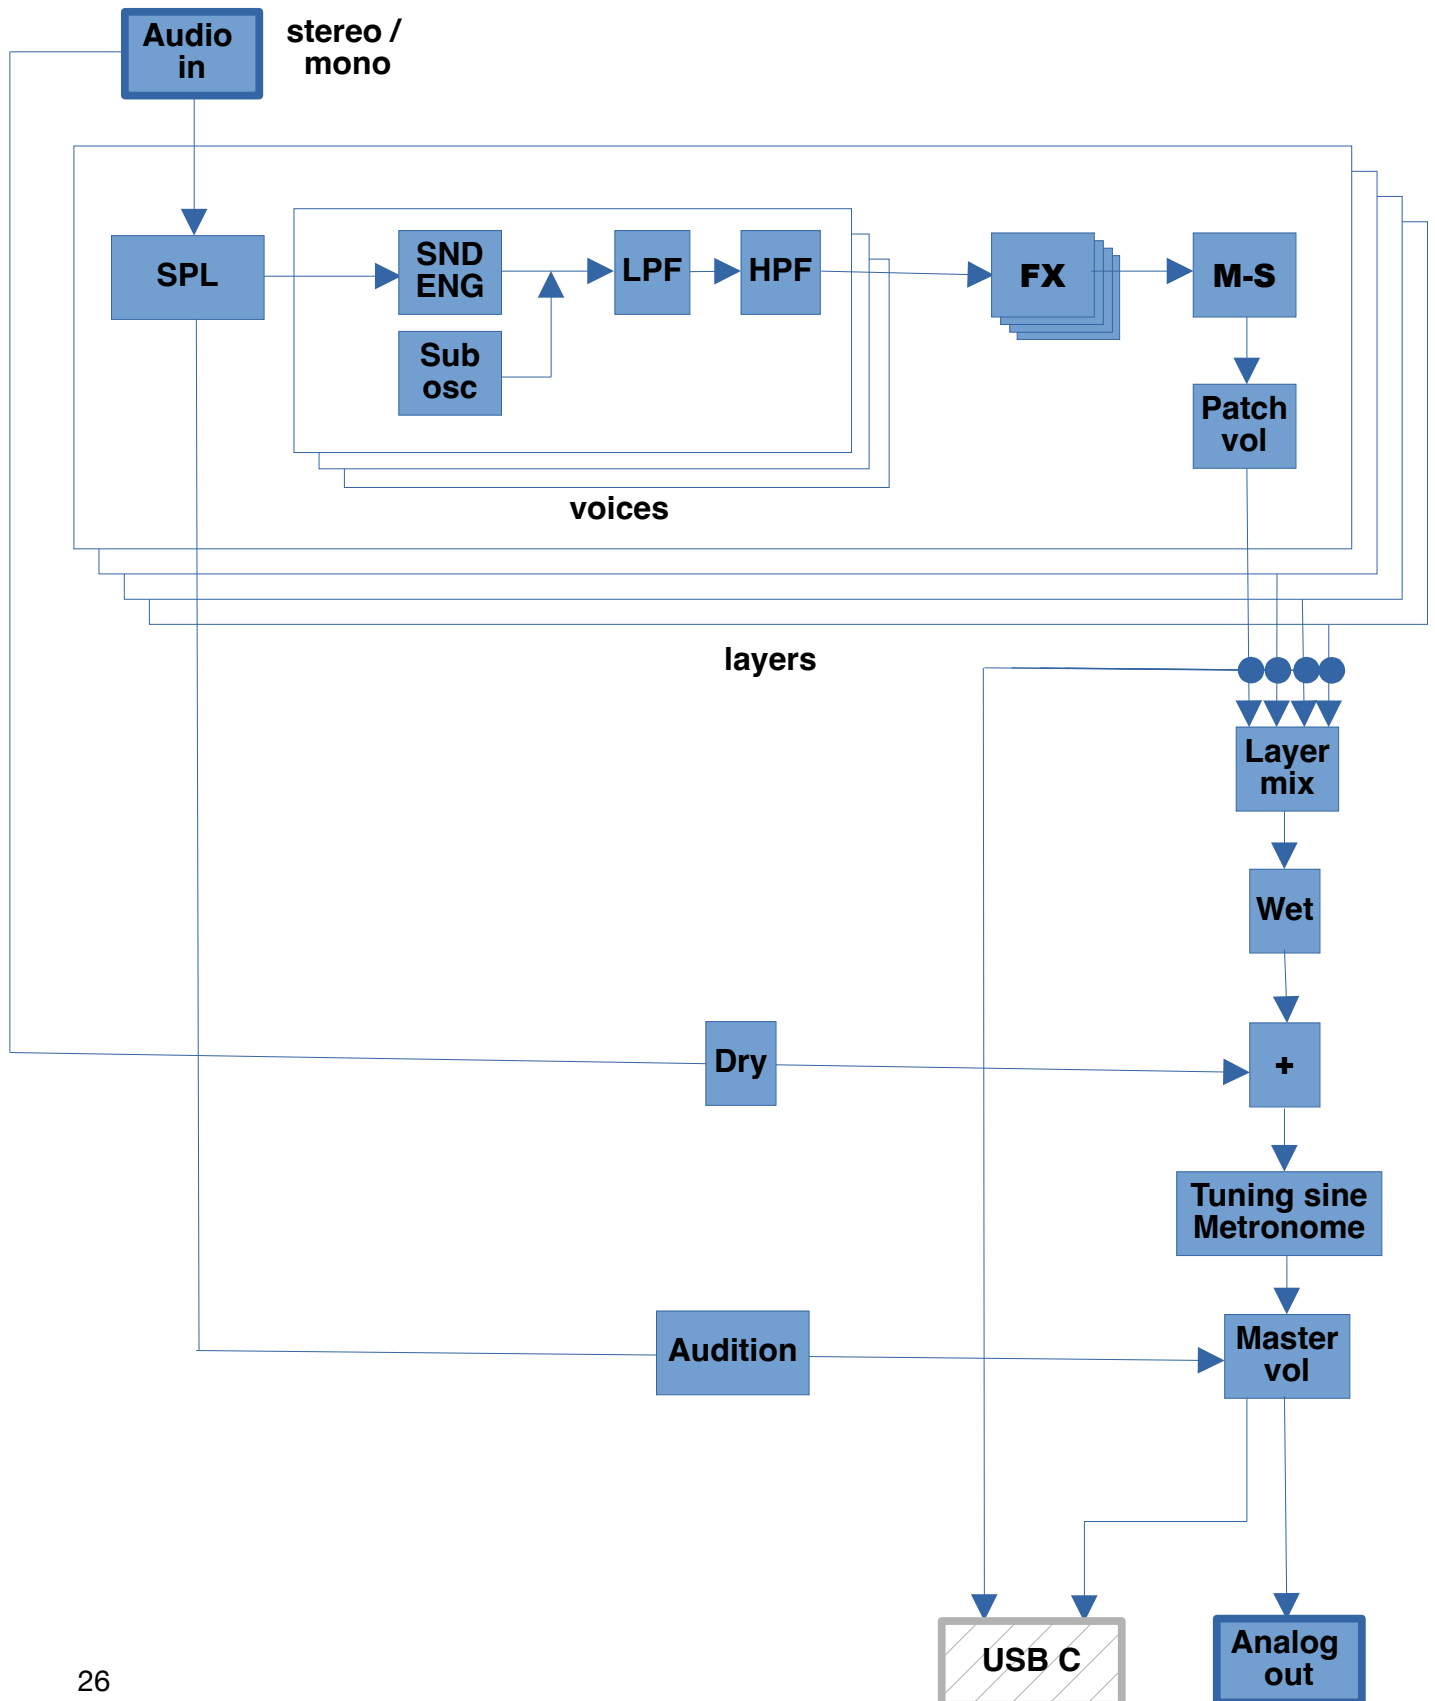 Audio
in
stereo /
mono
SPL
SND
ENG
LPF
HPF
FX
M-S
Sub
osc
Patch
vol
voices
layers
Layer
mix
Wet
Dry
+
Tuning sine
Metronome
Audition
Master
vol
USB C
Analog
out
26